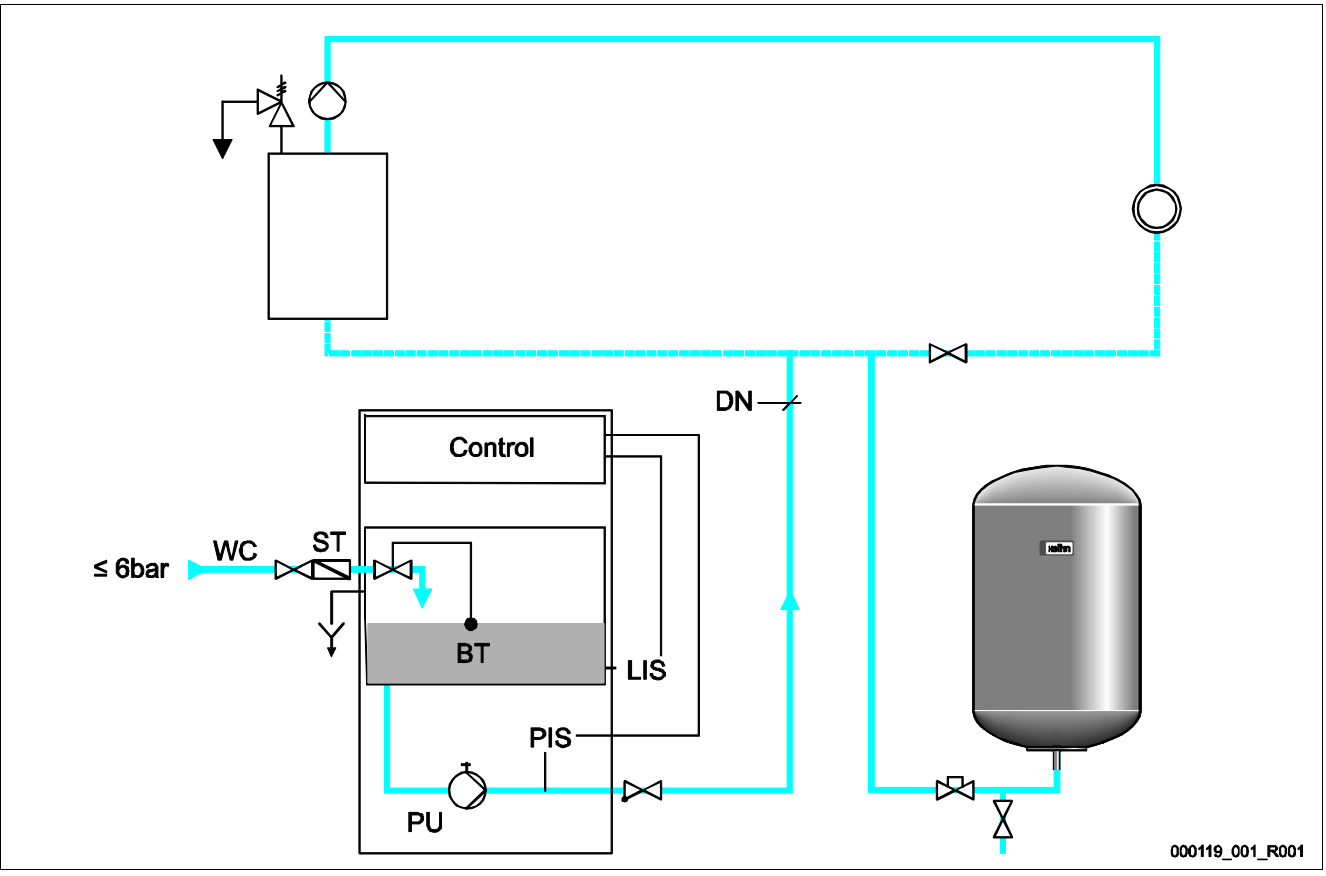 DN
Control
WC
ST
≤ 6bar
BT
LIS
PIS
PU
000119_001_R001